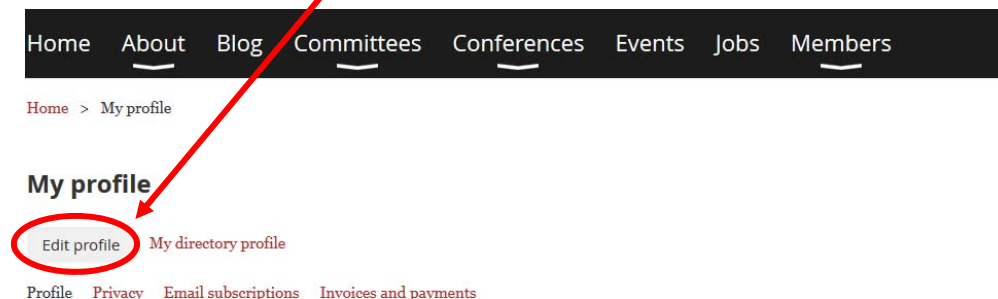 Home About Blog Committees Conferences Events Jobs Members
Home > My profile
My profile
Edit profile My directory profile
Profile Privacy Email subscriptions Invoices and payments